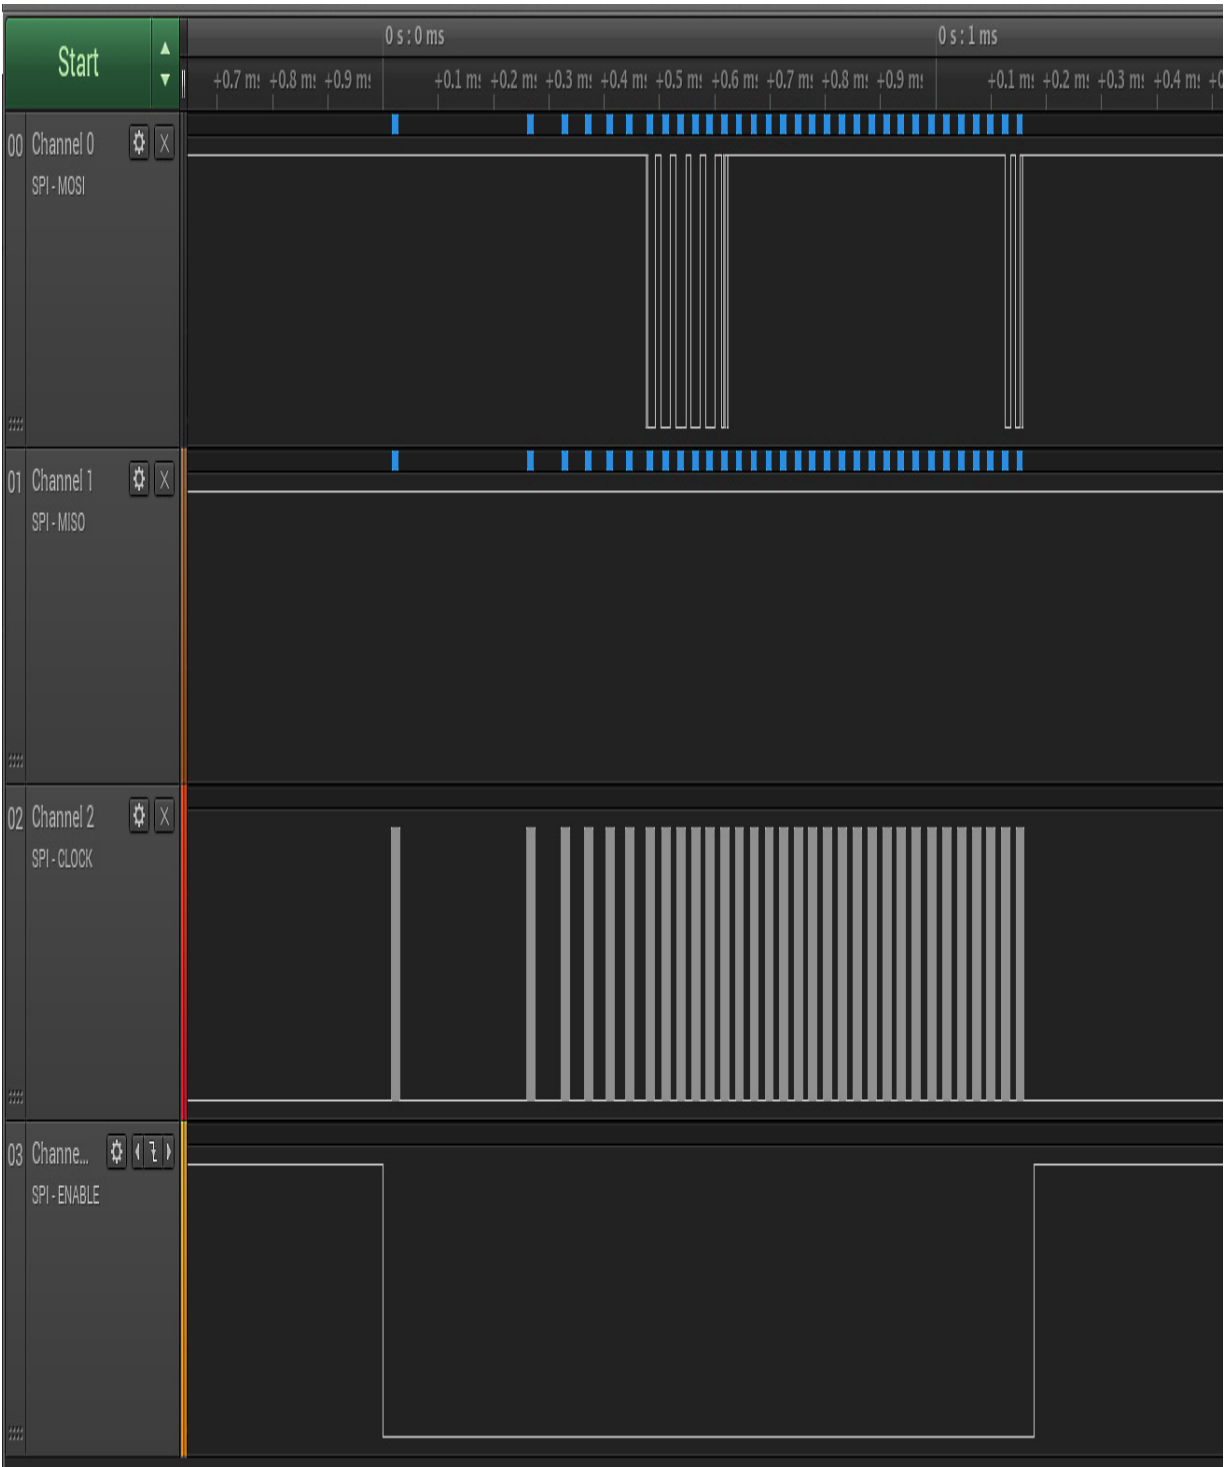 Start
0 s : 0 ms
0 s : 1 ms
+0.7 ms +0.8 ms +0.9 ms +0.1 ms +0.2 ms +0.3 ms +0.4 ms +0.5 ms +0.6 ms +0.7 ms +0.8 ms +0.9 ms +0.1 ms +0.2 ms +0.3 ms +0.4 ms
00 Channel 0
SPI - MOSI
01 Channel 1
SPI - MISO
02 Channel 2
SPI - CLOCK
03 Channe...
SPI - ENABLE